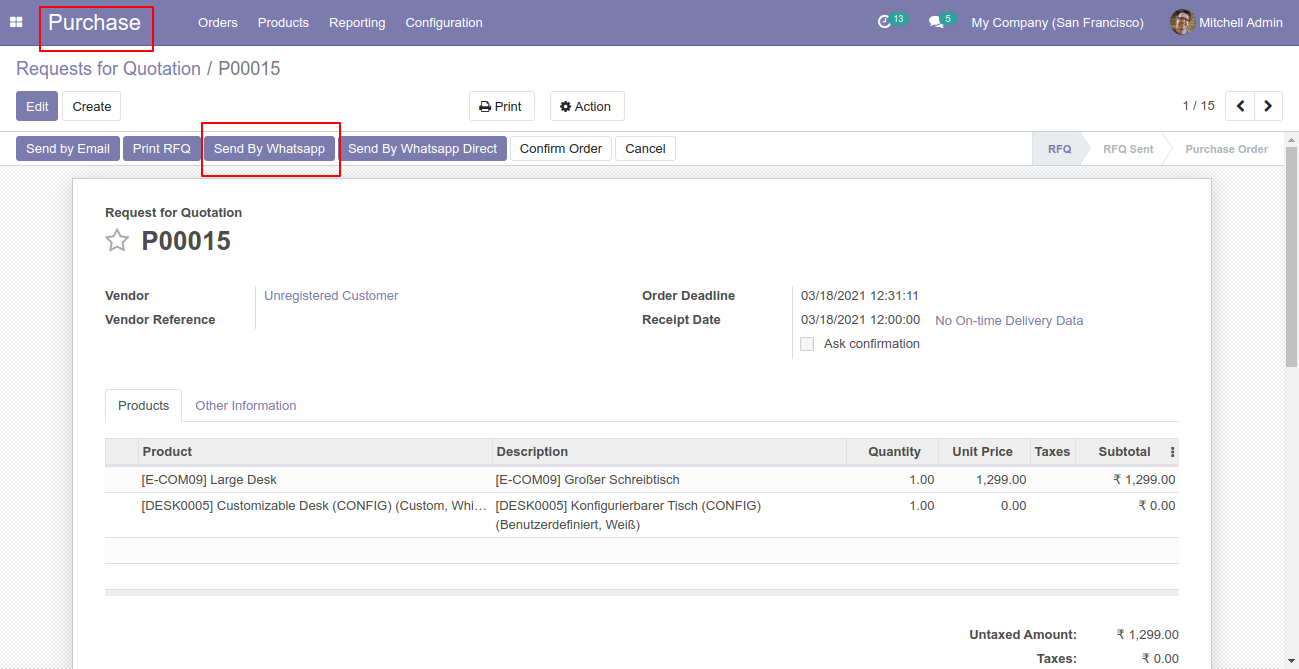 Purchase Orders Products Reporting Configuration 13 5 My Company (San Francisco) Mitchell Admin
Requests for Quotation / P00015
Edit Create Print Action 1 / 15
Send by Email Print RFQ Send By Whatsapp Send By Whatsapp Direct Confirm Order Cancel RFQ RFQ Sent Purchase Order
Request for Quotation
P00015
Vendor Unregistered Customer Order Deadline 03/18/2021 12:31:11
Vendor Reference Receipt Date 03/18/2021 12:00:00 No On-time Delivery Data
Ask confirmation
Products Other Information
Product Description Quantity Unit Price Taxes Subtotal
[E-COM09] Large Desk [E-COM09] Großer Schreibtisch 1.00 1,299.00 ₹ 1,299.00
[DESK0005] Customizable Desk (CONFIG) (Custom, Whi… [DESK0005] Konfigurierbarer Tisch (CONFIG) 1.00 0.00 ₹ 0.00
(Benutzerdefiniert, Weiß)
Untaxed Amount: ₹ 1,299.00
Taxes: ₹ 0.00